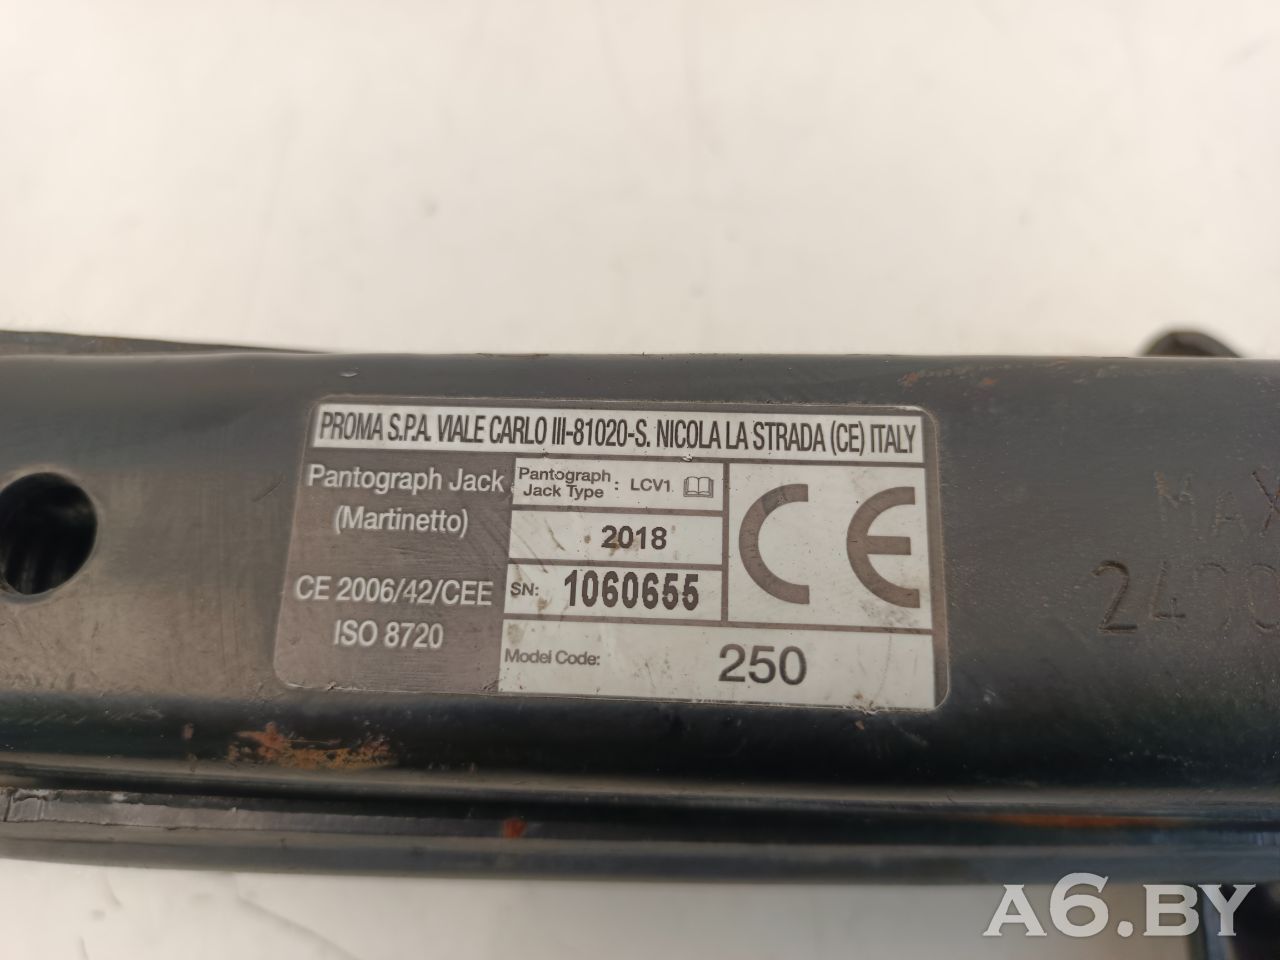 PROMA S.P.A. VIALE CARLO III-81020-S. NICOLA LA STRADA (CE) ITALY
Pantograph Jack
(Martinetto)
CE 2006/42/CEE
ISO 8720
Pantograph
Jack Type : LCV1
2018
SN: 1060655
Model Code: 250
CE
MAX
A6.BY